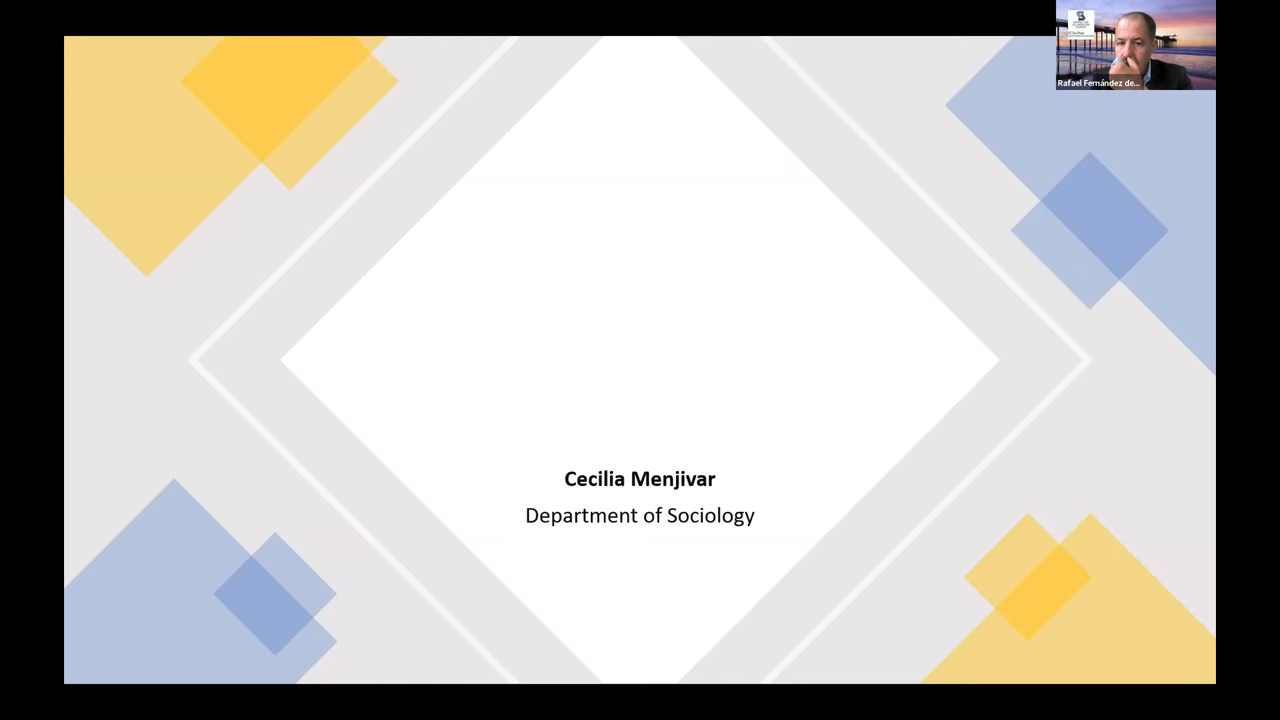 Rafael Fernández de...
Cecilia Menjivar
Department of Sociology